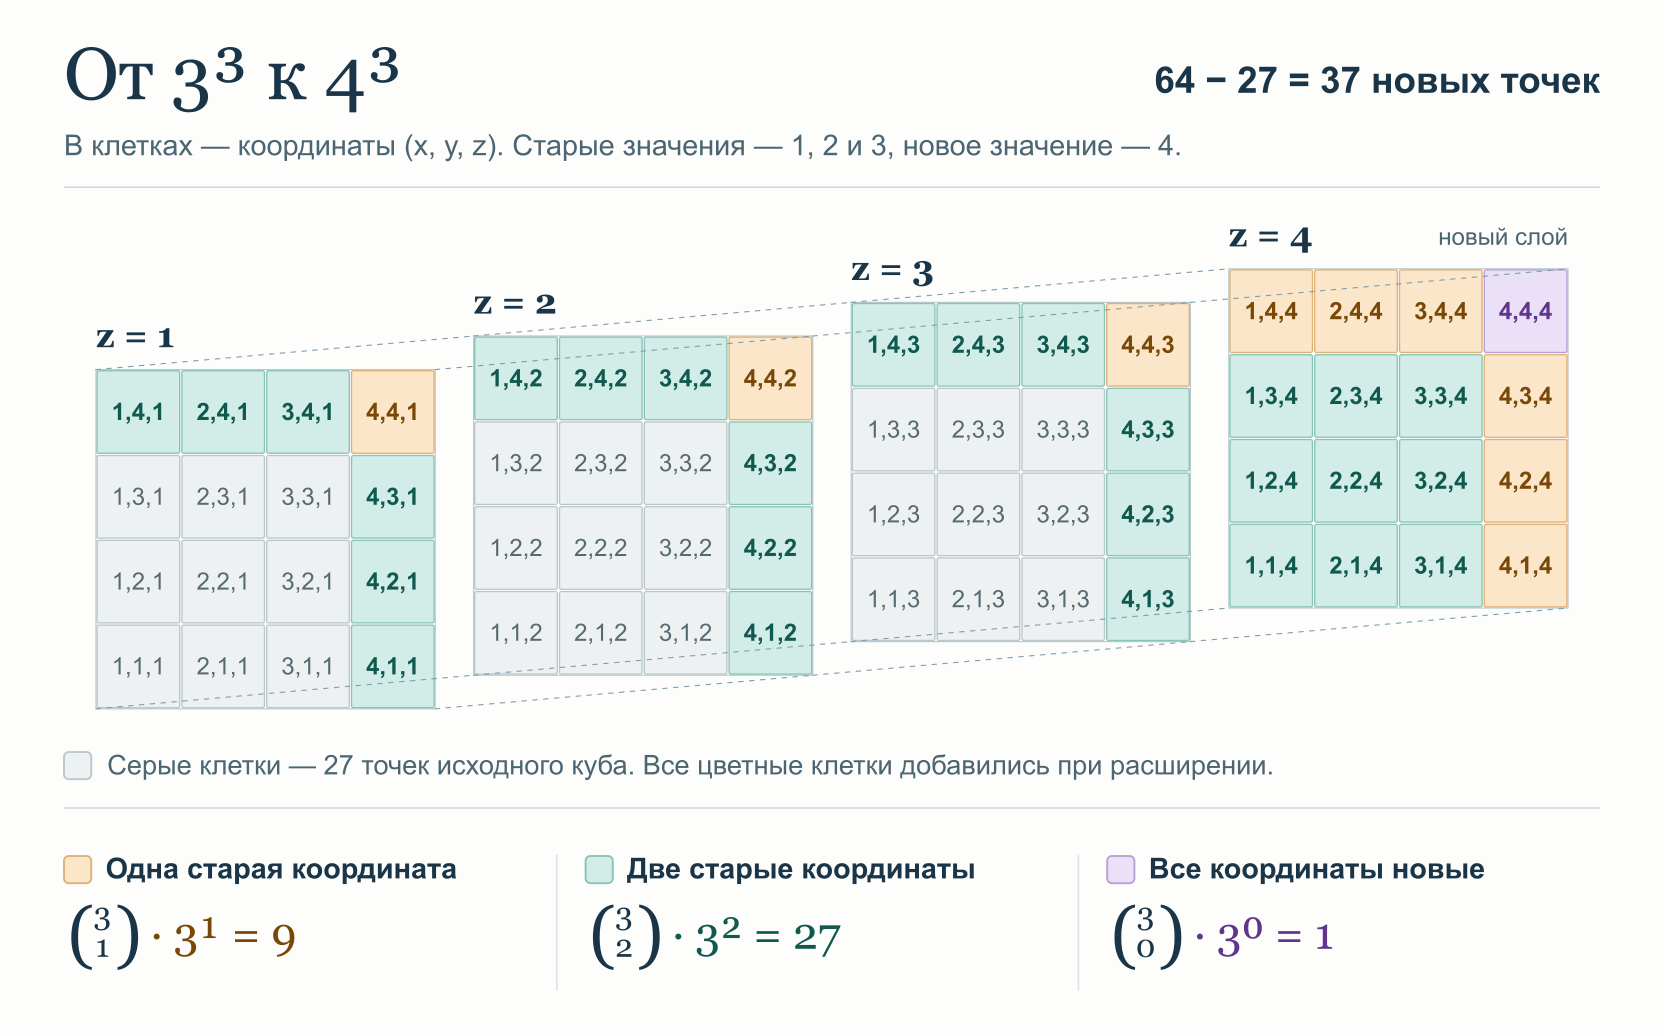 От 3³ к 4³
64 − 27 = 37 новых точек
В клетках — координаты (x, y, z). Старые значения — 1, 2 и 3, новое значение — 4.
z = 1
1,4,1 2,4,1 3,4,1 4,4,1
1,3,1 2,3,1 3,3,1 4,3,1
1,2,1 2,2,1 3,2,1 4,2,1
1,1,1 2,1,1 3,1,1 4,1,1
z = 2
1,4,2 2,4,2 3,4,2 4,4,2
1,3,2 2,3,2 3,3,2 4,3,2
1,2,2 2,2,2 3,2,2 4,2,2
1,1,2 2,1,2 3,1,2 4,1,2
z = 3
1,4,3 2,4,3 3,4,3 4,4,3
1,3,3 2,3,3 3,3,3 4,3,3
1,2,3 2,2,3 3,2,3 4,2,3
1,1,3 2,1,3 3,1,3 4,1,3
z = 4
новый слой
1,4,4 2,4,4 3,4,4 4,4,4
1,3,4 2,3,4 3,3,4 4,3,4
1,2,4 2,2,4 3,2,4 4,2,4
1,1,4 2,1,4 3,1,4 4,1,4
Серые клетки — 27 точек исходного куба. Все цветные клетки добавились при расширении.
Одна старая координата
(3 1) · 3¹ = 9
Две старые координаты
(3 2) · 3² = 27
Все координаты новые
(3 0) · 3⁰ = 1